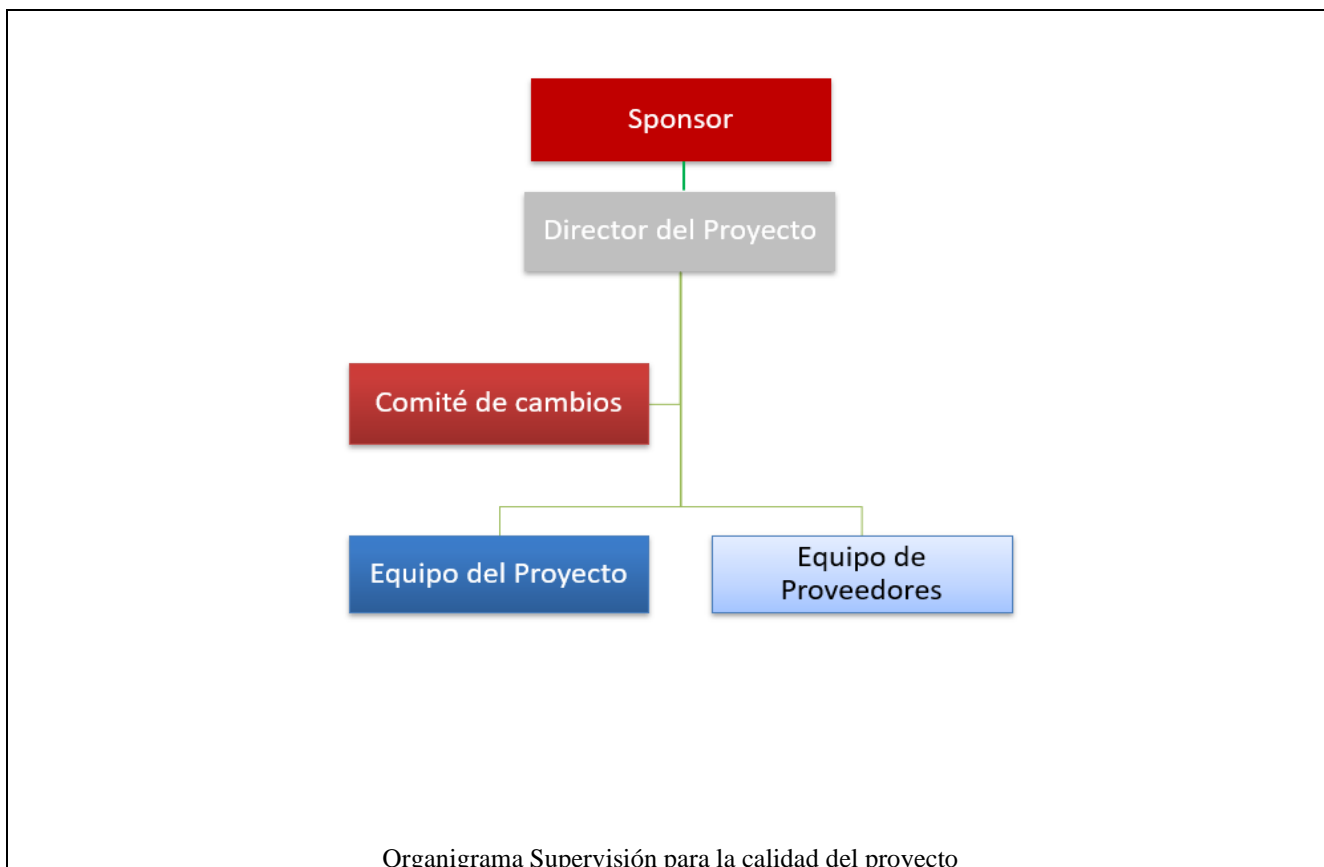 Sponsor
Director del Proyecto
Comité de cambios
Equipo del Proyecto
Equipo de
Proveedores
Organigrama Supervisión para la calidad del proyecto